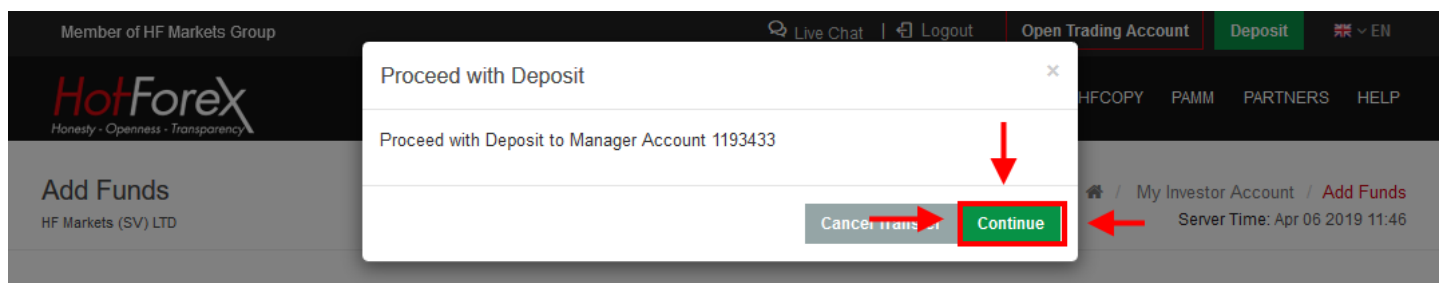 Member of HF Markets Group
Live Chat | Logout
Open Trading Account
Deposit
EN
HotForex
Honesty - Openness - Transparency
HFCOPY PAMM PARTNERS HELP
Proceed with Deposit
×
Proceed with Deposit to Manager Account 1193433
Cancel Transfer
Continue
Add Funds
HF Markets (SV) LTD
/ My Investor Account / Add Funds
Server Time: Apr 06 2019 11:46